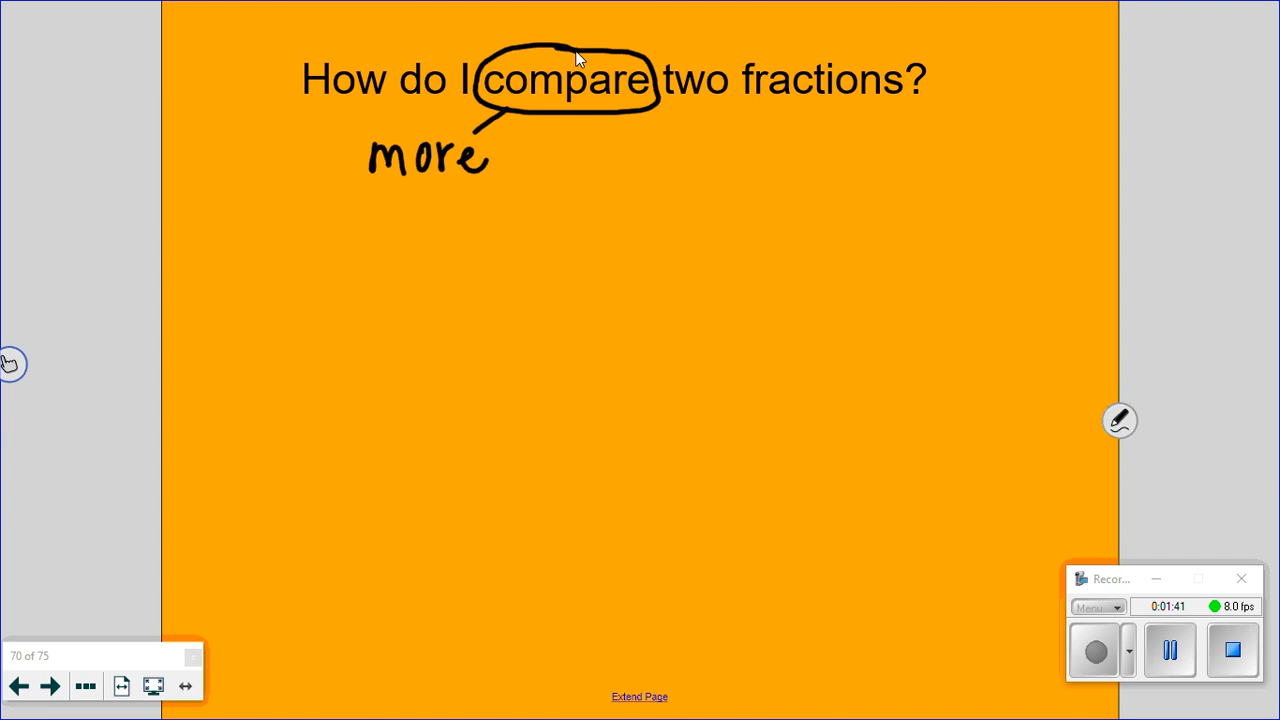 How do I compare two fractions?
more
Recor...
Menu
0:01:41
8.0 fps
70 of 75
Extend Page